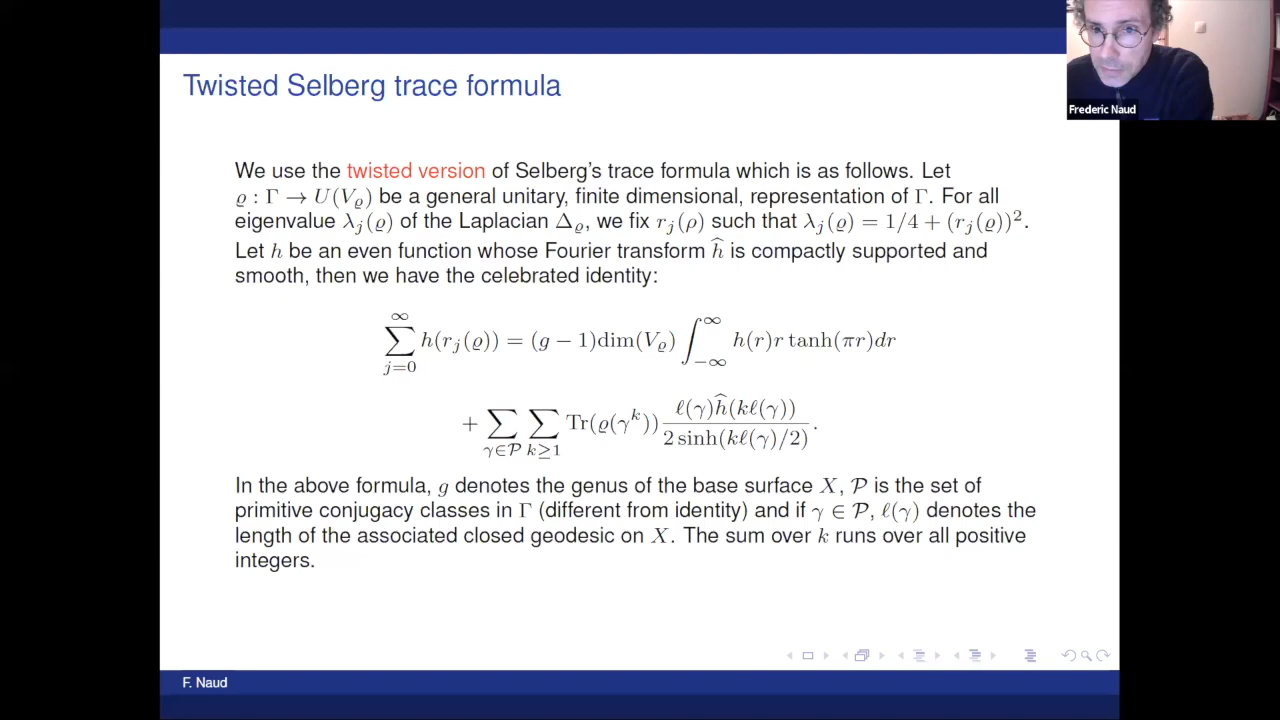 Frederic Naud
Twisted Selberg trace formula
We use the twisted version of Selberg's trace formula which is as follows. Let
ϱ : Γ → U(V_ϱ) be a general unitary, finite dimensional, representation of Γ. For all
eigenvalue λ_j(ϱ) of the Laplacian Δ_ϱ, we fix r_j(ρ) such that λ_j(ϱ) = 1/4 + (r_j(ϱ))².
Let h be an even function whose Fourier transform ĥ is compactly supported and
smooth, then we have the celebrated identity:
∑_{j=0}^{∞} h(r_j(ϱ)) = (g − 1)dim(V_ϱ) ∫_{−∞}^{∞} h(r)r tanh(πr)dr
+ ∑_{γ∈𝒫} ∑_{k≥1} Tr(ϱ(γ^k)) ℓ(γ)ĥ(kℓ(γ)) / 2 sinh(kℓ(γ)/2) .
In the above formula, g denotes the genus of the base surface X, 𝒫 is the set of
primitive conjugacy classes in Γ (different from identity) and if γ ∈ 𝒫, ℓ(γ) denotes the
length of the associated closed geodesic on X. The sum over k runs over all positive
integers.
F. Naud